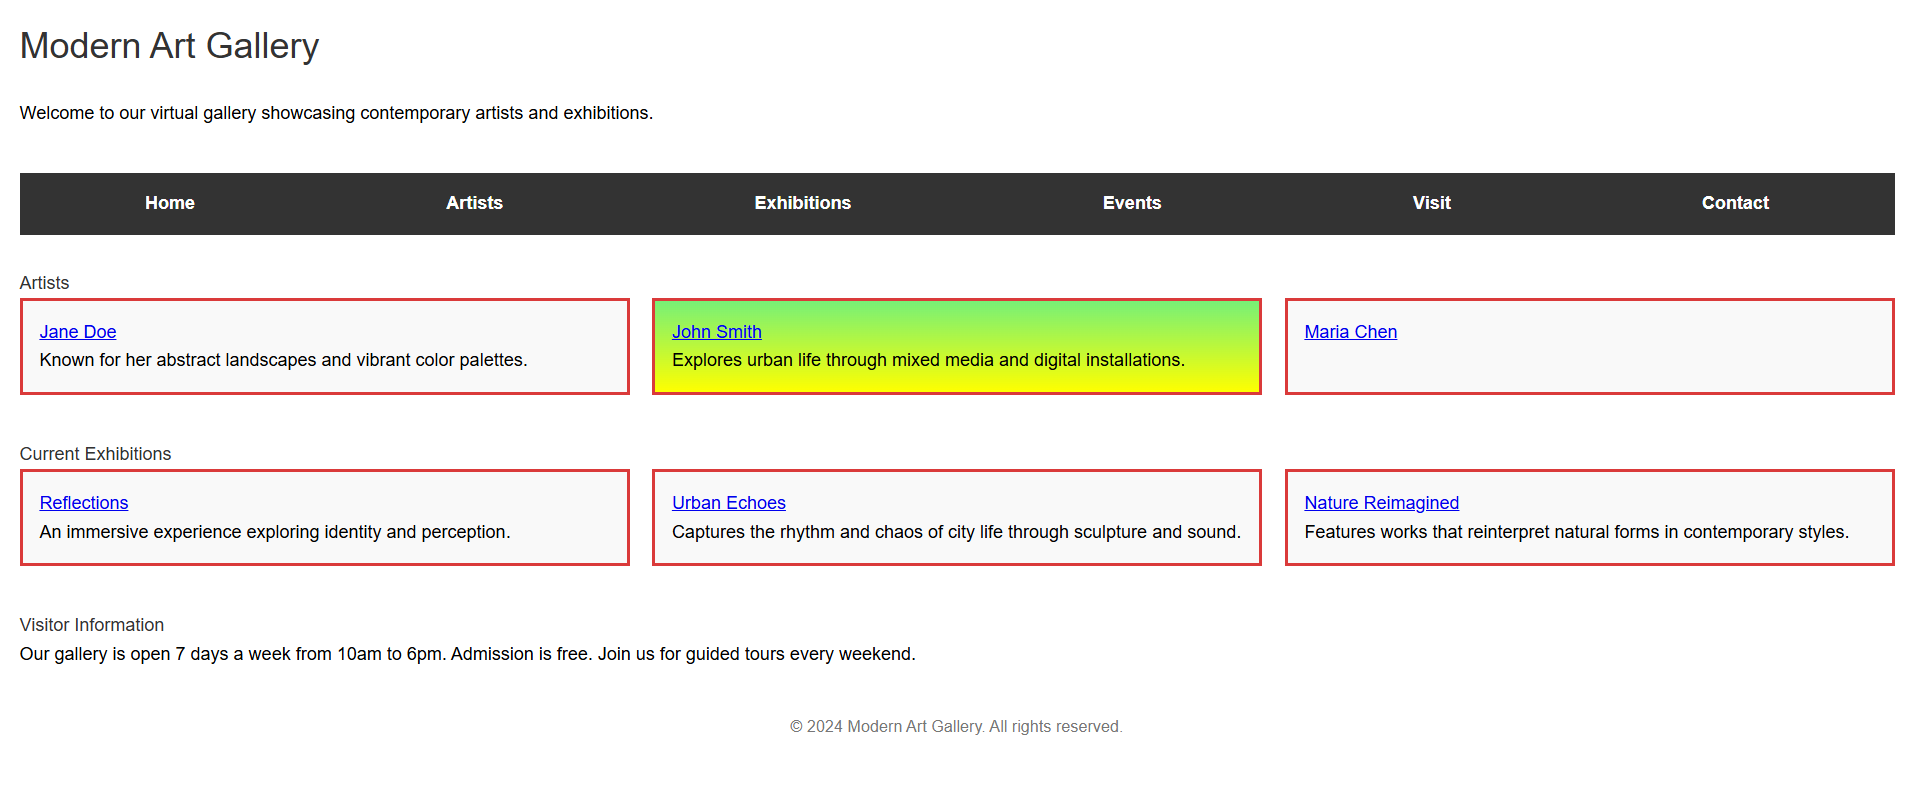 Modern Art Gallery
Welcome to our virtual gallery showcasing contemporary artists and exhibitions.
Home Artists Exhibitions Events Visit Contact
Artists
Jane Doe
Known for her abstract landscapes and vibrant color palettes.
John Smith
Explores urban life through mixed media and digital installations.
Maria Chen
Current Exhibitions
Reflections
An immersive experience exploring identity and perception.
Urban Echoes
Captures the rhythm and chaos of city life through sculpture and sound.
Nature Reimagined
Features works that reinterpret natural forms in contemporary styles.
Visitor Information
Our gallery is open 7 days a week from 10am to 6pm. Admission is free. Join us for guided tours every weekend.
© 2024 Modern Art Gallery. All rights reserved.